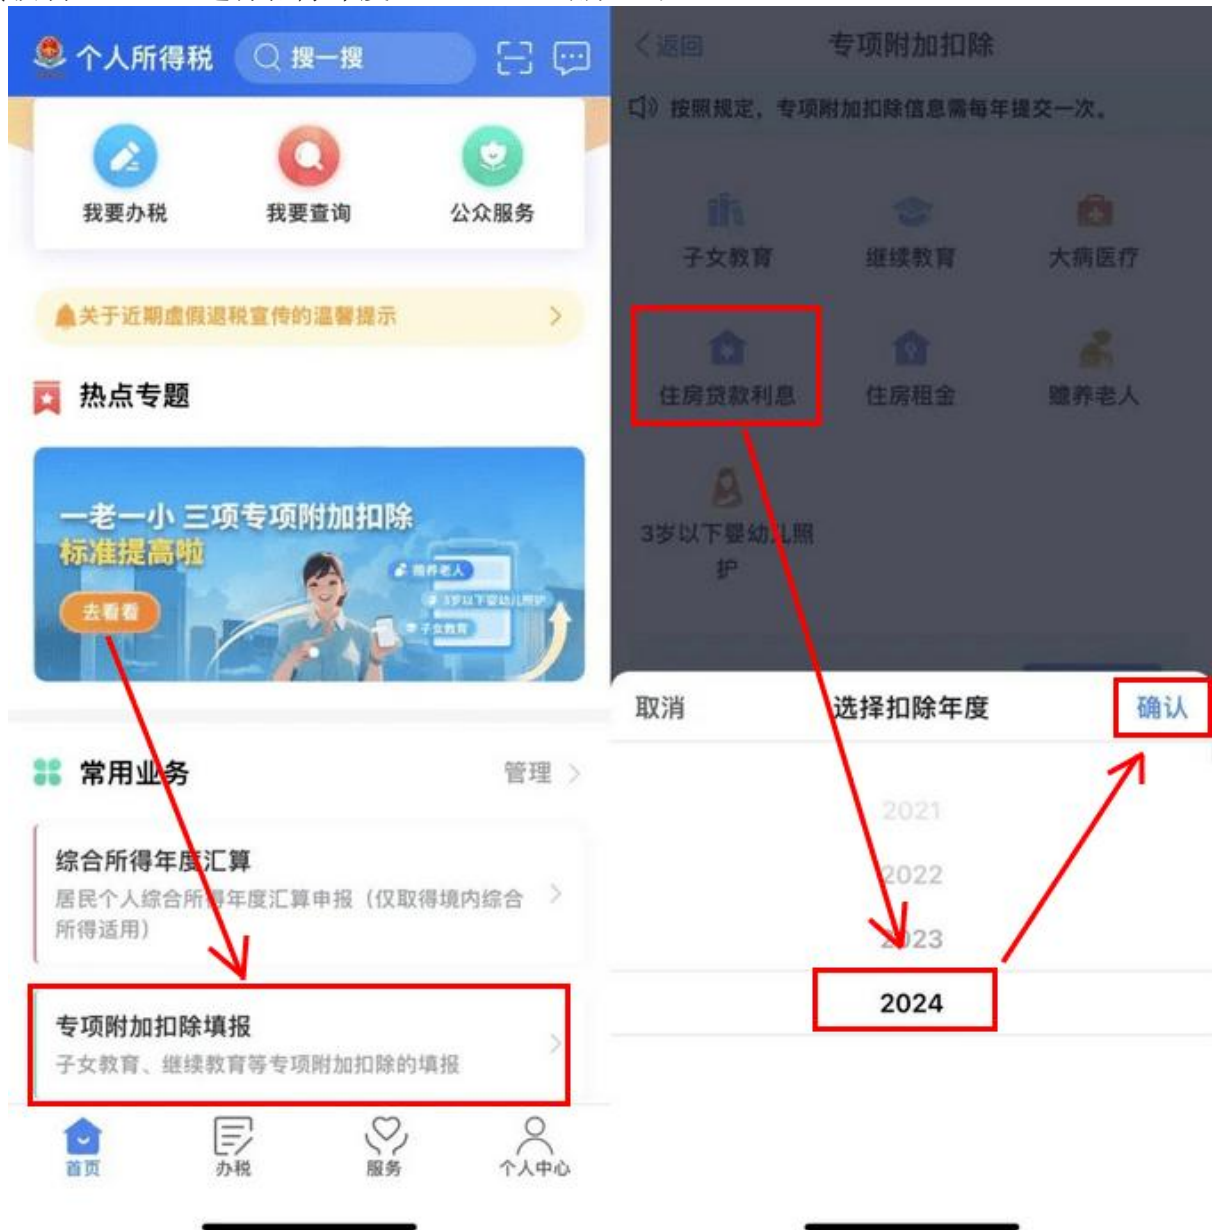 个人所得税
搜一搜
我要办税
我要查询
公众服务
关于近期虚假退税宣传的温馨提示
热点专题
一老一小 三项专项附加扣除
标准提高啦
去看看
赡养老人
3岁以下婴幼儿照护
子女教育
常用业务
管理
综合所得年度汇算
居民个人综合所得年度汇算申报（仅取得境内综合
所得适用）
专项附加扣除填报
子女教育、继续教育等专项附加扣除的填报
首页
办税
服务
个人中心
返回
专项附加扣除
按照规定，专项附加扣除信息需每年提交一次。
子女教育
继续教育
大病医疗
住房贷款利息
住房租金
赡养老人
3岁以下婴幼儿照
护
取消
选择扣除年度
确认
2021
2022
2023
2024